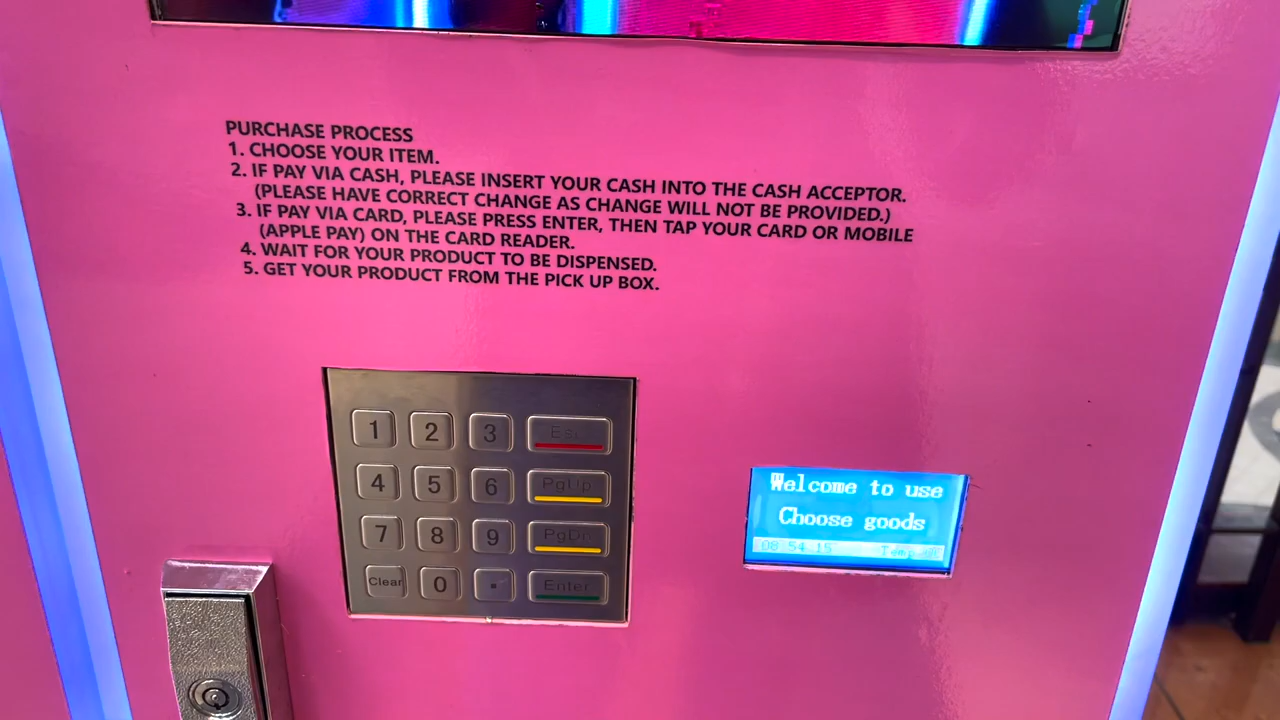 PURCHASE PROCESS
1. CHOOSE YOUR ITEM.
2. IF PAY VIA CASH, PLEASE INSERT YOUR CASH INTO THE CASH ACCEPTOR.
(PLEASE HAVE CORRECT CHANGE AS CHANGE WILL NOT BE PROVIDED.)
3. IF PAY VIA CARD, PLEASE PRESS ENTER, THEN TAP YOUR CARD OR MOBILE
(APPLE PAY) ON THE CARD READER.
4. WAIT FOR YOUR PRODUCT TO BE DISPENSED.
5. GET YOUR PRODUCT FROM THE PICK UP BOX.
1 2 3 Esc
4 5 6 PgUp
7 8 9 PgDn
Clear 0 . Enter
Welcome to use
Choose goods
08 54 15